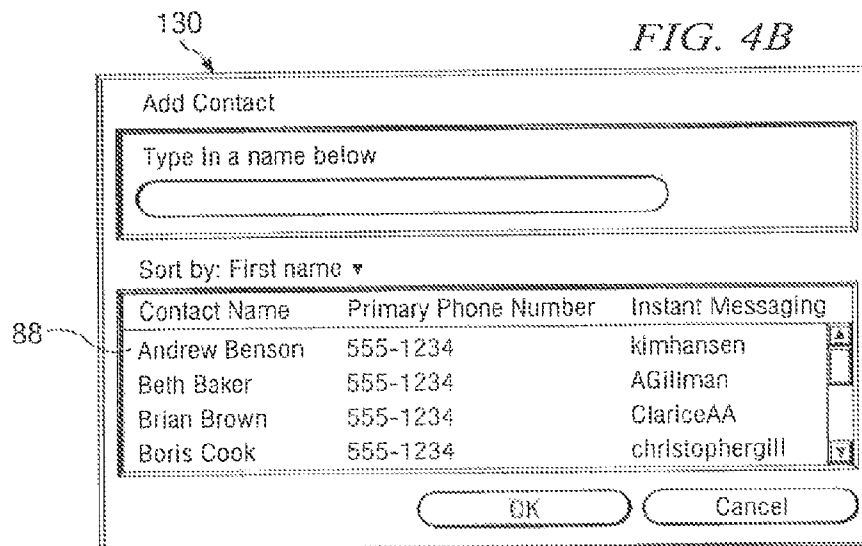 130
FIG. 4B
Add Contact
Type in a name below
Sort by: First name ▼
Contact Name Primary Phone Number Instant Messaging
88
Andrew Benson 555-1234 kimhansen
Beth Baker 555-1234 AGillman
Brian Brown 555-1234 ClariceAA
Boris Cook 555-1234 christophergill
OK Cancel